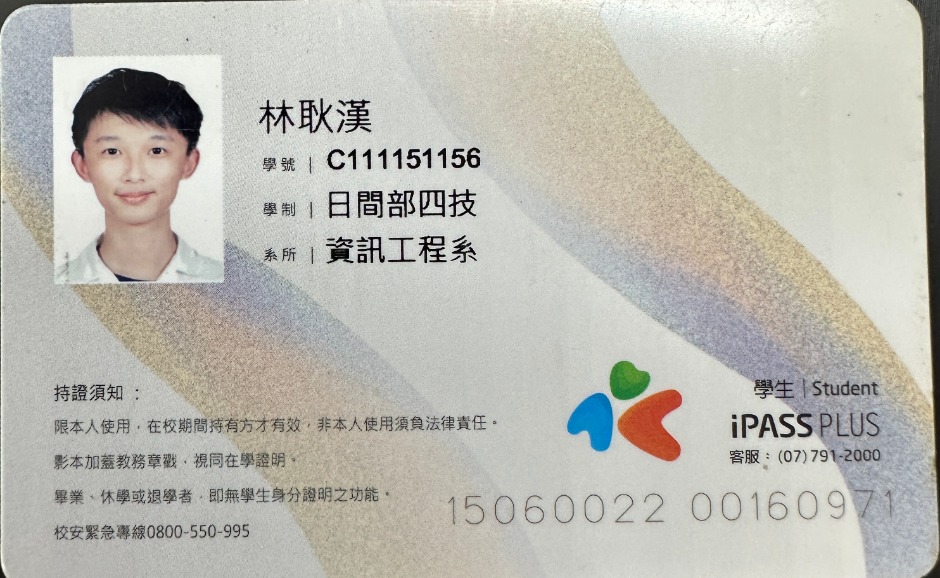 林耿漢
學號 | C111151156
學制 | 日間部四技
系所 | 資訊工程系
持證須知：
限本人使用，在校期間持有方才有效，非本人使用須負法律責任。
影本加蓋教務章戳，視同在學證明。
畢業、休學或退學者，即無學生身分證明之功能。
校安緊急專線0800-550-995
學生 | Student
iPASS PLUS
客服：(07)791-2000
15060022 00160971